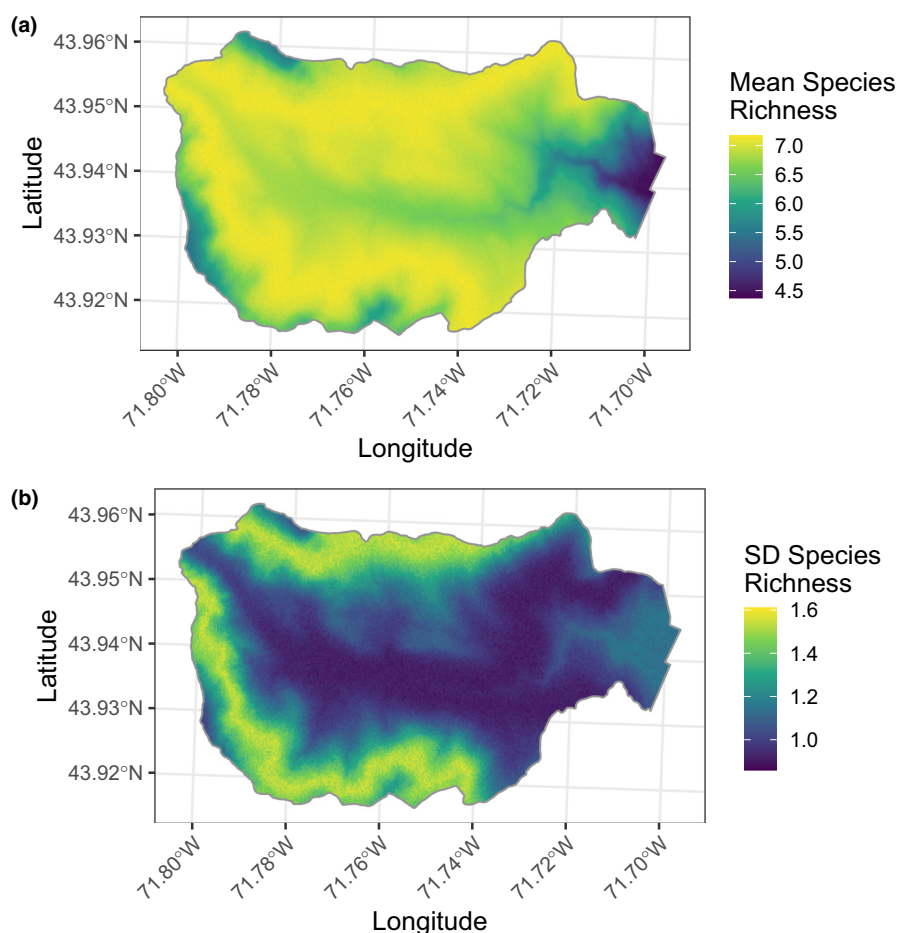 (a)
Mean Species
Richness
7.0
6.5
6.0
5.5
5.0
4.5
Latitude
43.96°N
43.95°N
43.94°N
43.93°N
43.92°N
71.80°W
71.78°W
71.76°W
71.74°W
71.72°W
71.70°W
Longitude
(b)
SD Species
Richness
1.6
1.4
1.2
1.0
Latitude
43.96°N
43.95°N
43.94°N
43.93°N
43.92°N
71.80°W
71.78°W
71.76°W
71.74°W
71.72°W
71.70°W
Longitude